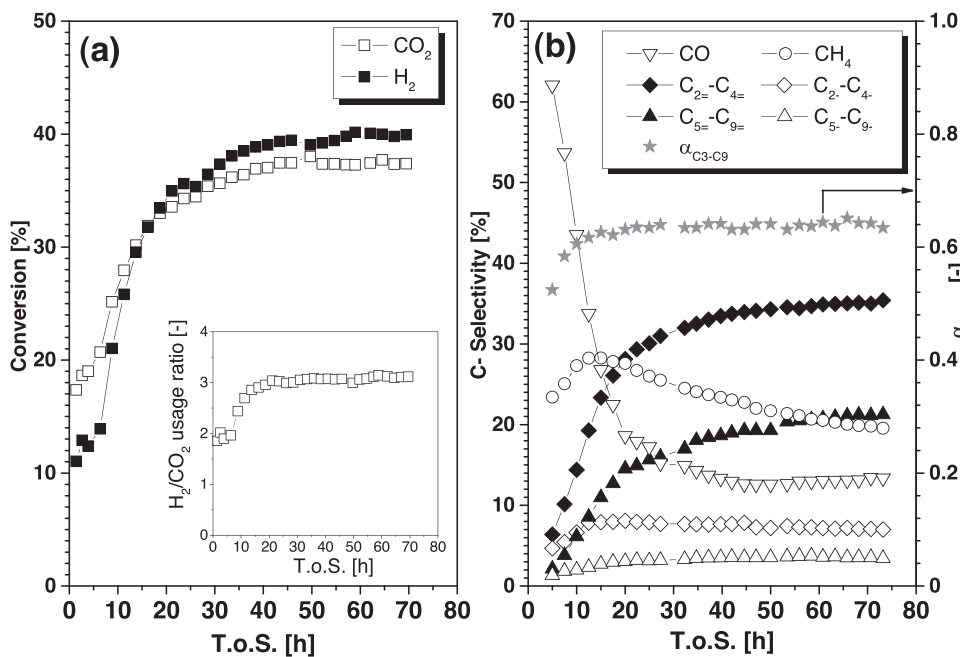 (a)
CO2
H2
50
40
30
20
10
0
Conversion [%]
0 10 20 30 40 50 60 70 80
T.o.S. [h]
4
3
2
1
0
H2/CO2 usage ratio [-]
0 10 20 30 40 50 60 70 80
T.o.S. [h]
(b)
CO
CH4
C2=-C4=
C2--C4-
C5=-C9=
C5--C9-
αC3-C9
70
60
50
40
30
20
10
0
C- Selectivity [%]
0 10 20 30 40 50 60 70 80
T.o.S. [h]
1.0
0.8
0.6
0.4
0.2
0.0
α [-]